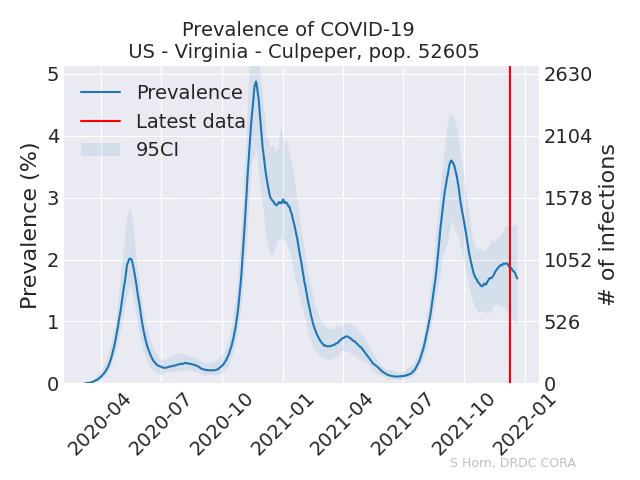 Prevalence of COVID-19
US - Virginia - Culpeper, pop. 52605
Prevalence
Latest data
95CI
Prevalence (%)
5
4
3
2
1
0
2630
2104
1578
1052
526
0
# of infections
2020-04
2020-07
2020-10
2021-01
2021-04
2021-07
2021-10
2022-01
S Horn, DRDC CORA